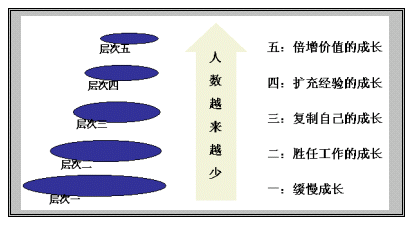 层次五
层次四
层次三
层次二
层次一
人数越来越少
五：倍增价值的成长
四：扩充经验的成长
三：复制自己的成长
二：胜任工作的成长
一：缓慢成长